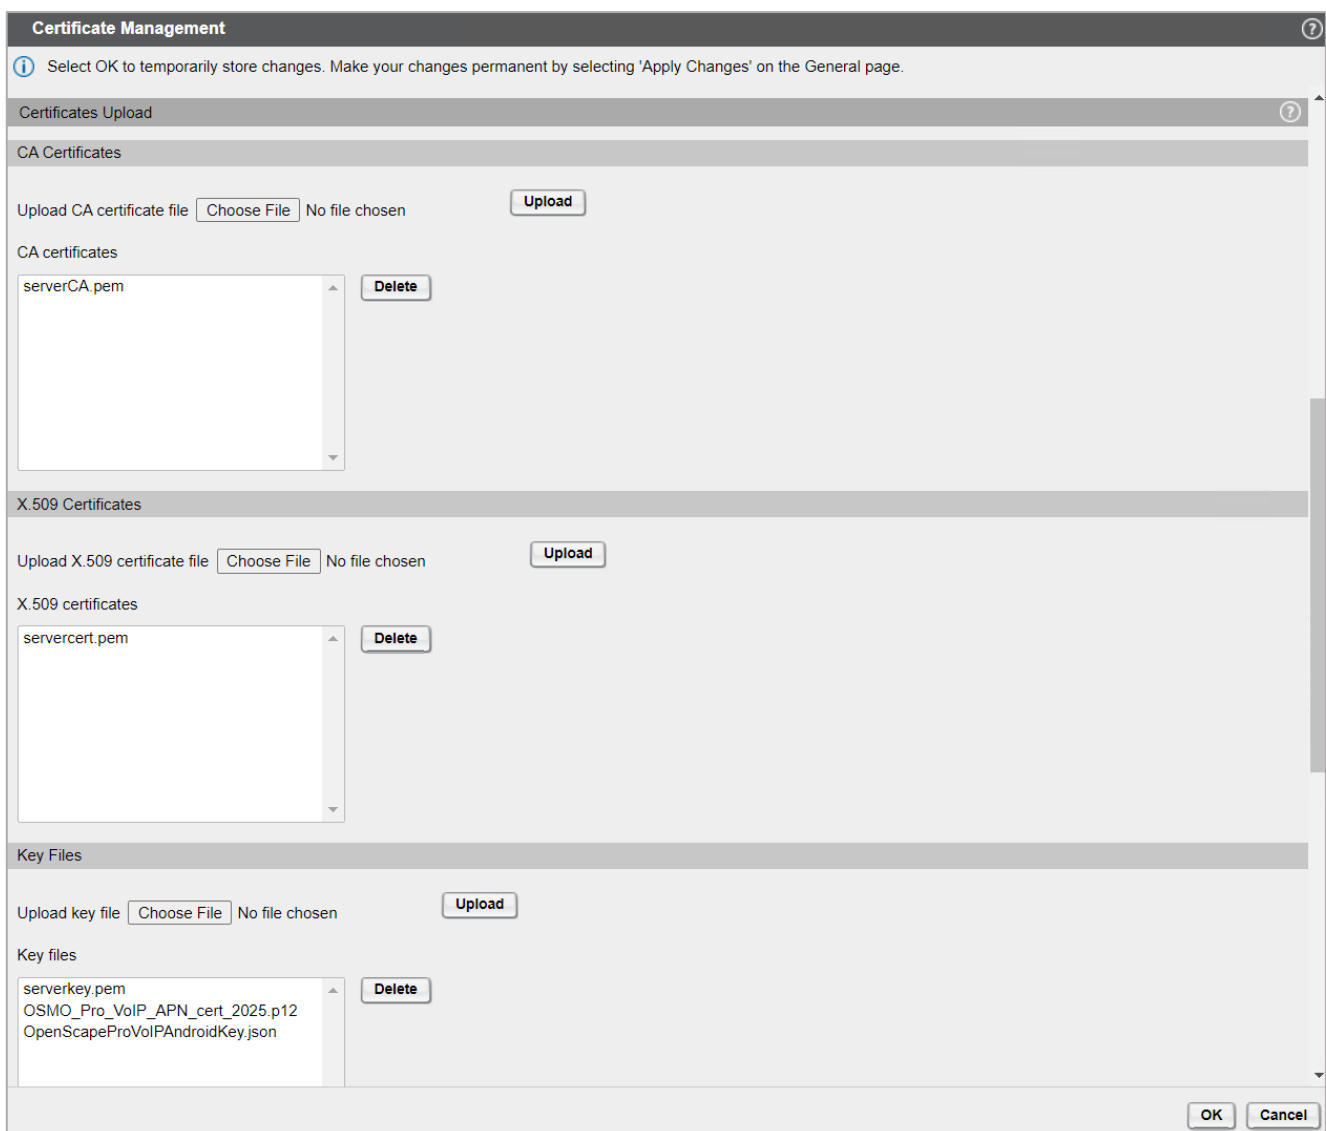 Certificate Management
Select OK to temporarily store changes. Make your changes permanent by selecting 'Apply Changes' on the General page.
Certificates Upload
CA Certificates
Upload CA certificate file Choose File No file chosen Upload
CA certificates
serverCA.pem Delete
X.509 Certificates
Upload X.509 certificate file Choose File No file chosen Upload
X.509 certificates
servercert.pem Delete
Key Files
Upload key file Choose File No file chosen Upload
Key files
serverkey.pem Delete
OSMO_Pro_VoIP_APN_cert_2025.p12
OpenScapeProVoIPAndroidKey.json
OK Cancel